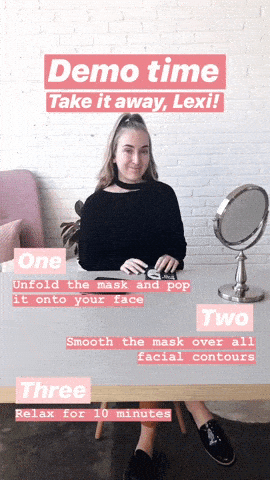 Demo time
Take it away, Lexi!
One
Unfold the mask and pop
it onto your face
Two
Smooth the mask over all
facial contours
Three
Relax for 10 minutes